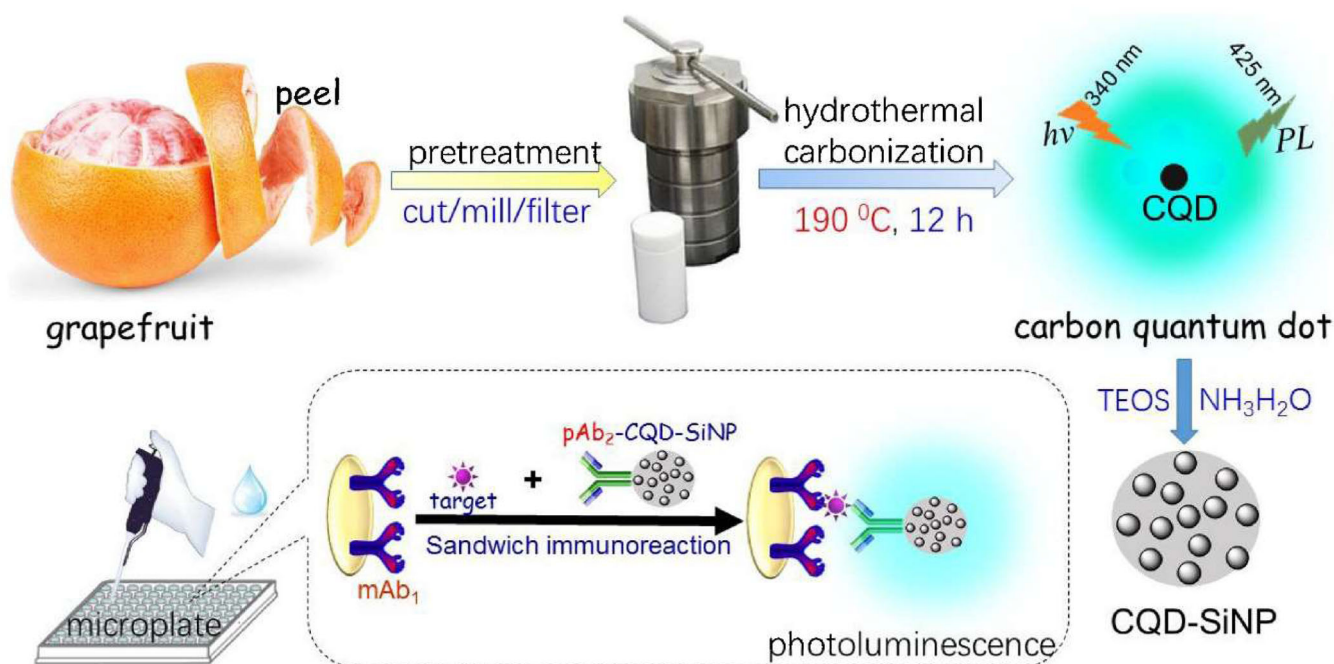 peel
grapefruit
pretreatment
cut/mill/filter
hydrothermal
carbonization
190 ⁰C, 12 h
340 nm
hv
425 nm
PL
CQD
carbon quantum dot
TEOS
NH₃H₂O
CQD-SiNP
microplate
mAb₁
target
+
pAb₂-CQD-SiNP
Sandwich immunoreaction
photoluminescence